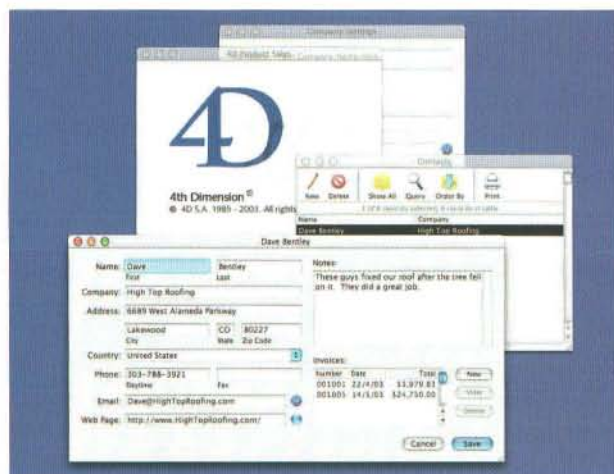 Company Settings
4D
4th Dimension®
© 4D S.A. 1985 - 2003. All rights
Contacts
New Delete Show All Query Order By Print
Name Company
Dave Bentley High Top Roofing
Dave Bentley
Name: Dave Bentley
First Last
Company: High Top Roofing
Address: 6689 West Alameda Parkway
Lakewood CO 80227
City State Zip Code
Country: United States
Phone: 303-788-3921
Daytime Fax
Email: Dave@HighTopRoofing.com
Web Page: http://www.HighTopRoofing.com/
Notes:
These guys fixed our roof after the tree fell
on it. They did a great job.
Invoices:
Number Date Total
001001 22/4/03
001005 14/5/03 $24,750.00
New
View
Delete
Cancel Save